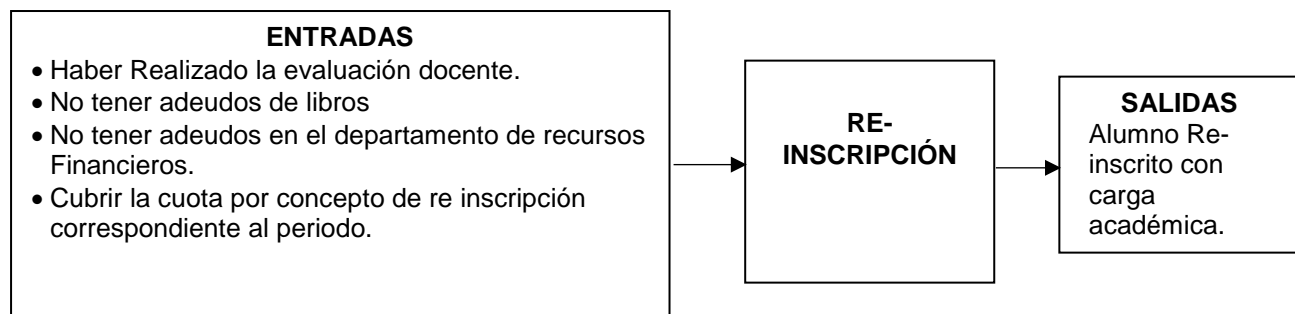 ENTRADAS
• Haber Realizado la evaluación docente.
• No tener adeudos de libros
• No tener adeudos en el departamento de recursos
Financieros.
• Cubrir la cuota por concepto de re inscripción
correspondiente al periodo.
RE-
INSCRIPCIÓN
SALIDAS
Alumno Re-
inscrito con
carga
académica.